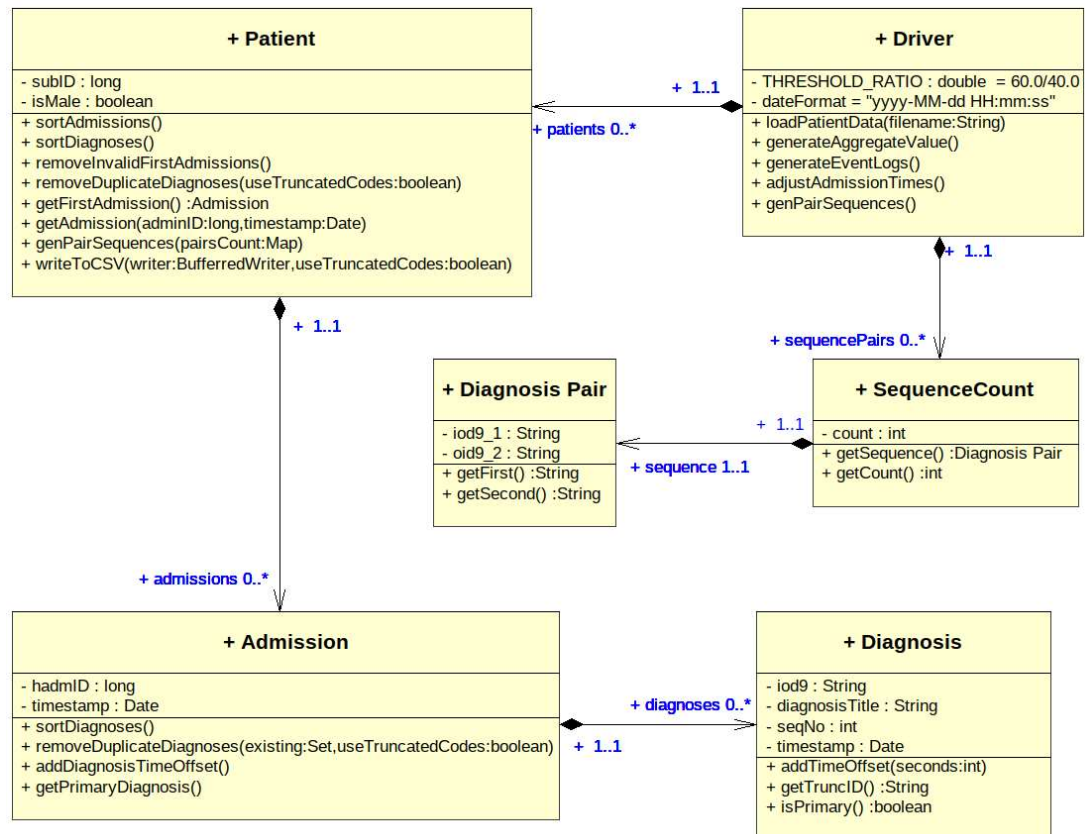 + Patient
- subID : long
- isMale : boolean
+ sortAdmissions()
+ sortDiagnoses()
+ removeInvalidFirstAdmissions()
+ removeDuplicateDiagnoses(useTruncatedCodes:boolean)
+ getFirstAdmission() :Admission
+ getAdmission(adminID:long,timestamp:Date)
+ genPairSequences(pairsCount:Map)
+ writeToCSV(writer:BufferredWriter,useTruncatedCodes:boolean)
+ 1..1
+ patients 0..*
+ Driver
- THRESHOLD_RATIO : double = 60.0/40.0
- dateFormat = "yyyy-MM-dd HH:mm:ss"
+ loadPatientData(filename:String)
+ generateAggregateValue()
+ generateEventLogs()
+ adjustAdmissionTimes()
+ genPairSequences()
+ 1..1
+ sequencePairs 0..*
+ 1..1
+ Diagnosis Pair
- iod9_1 : String
- oid9_2 : String
+ getFirst() :String
+ getSecond() :String
+ 1..1
+ sequence 1..1
+ SequenceCount
- count : int
+ getSequence() :Diagnosis Pair
+ getCount() :int
+ admissions 0..*
+ Admission
- hadmID : long
- timestamp : Date
+ sortDiagnoses()
+ removeDuplicateDiagnoses(existing:Set,useTruncatedCodes:boolean)
+ addDiagnosisTimeOffset()
+ getPrimaryDiagnosis()
+ diagnoses 0..*
+ 1..1
+ Diagnosis
- iod9 : String
- diagnosisTitle : String
- seqNo : int
- timestamp : Date
+ addTimeOffset(seconds:int)
+ getTruncID() :String
+ isPrimary() :boolean